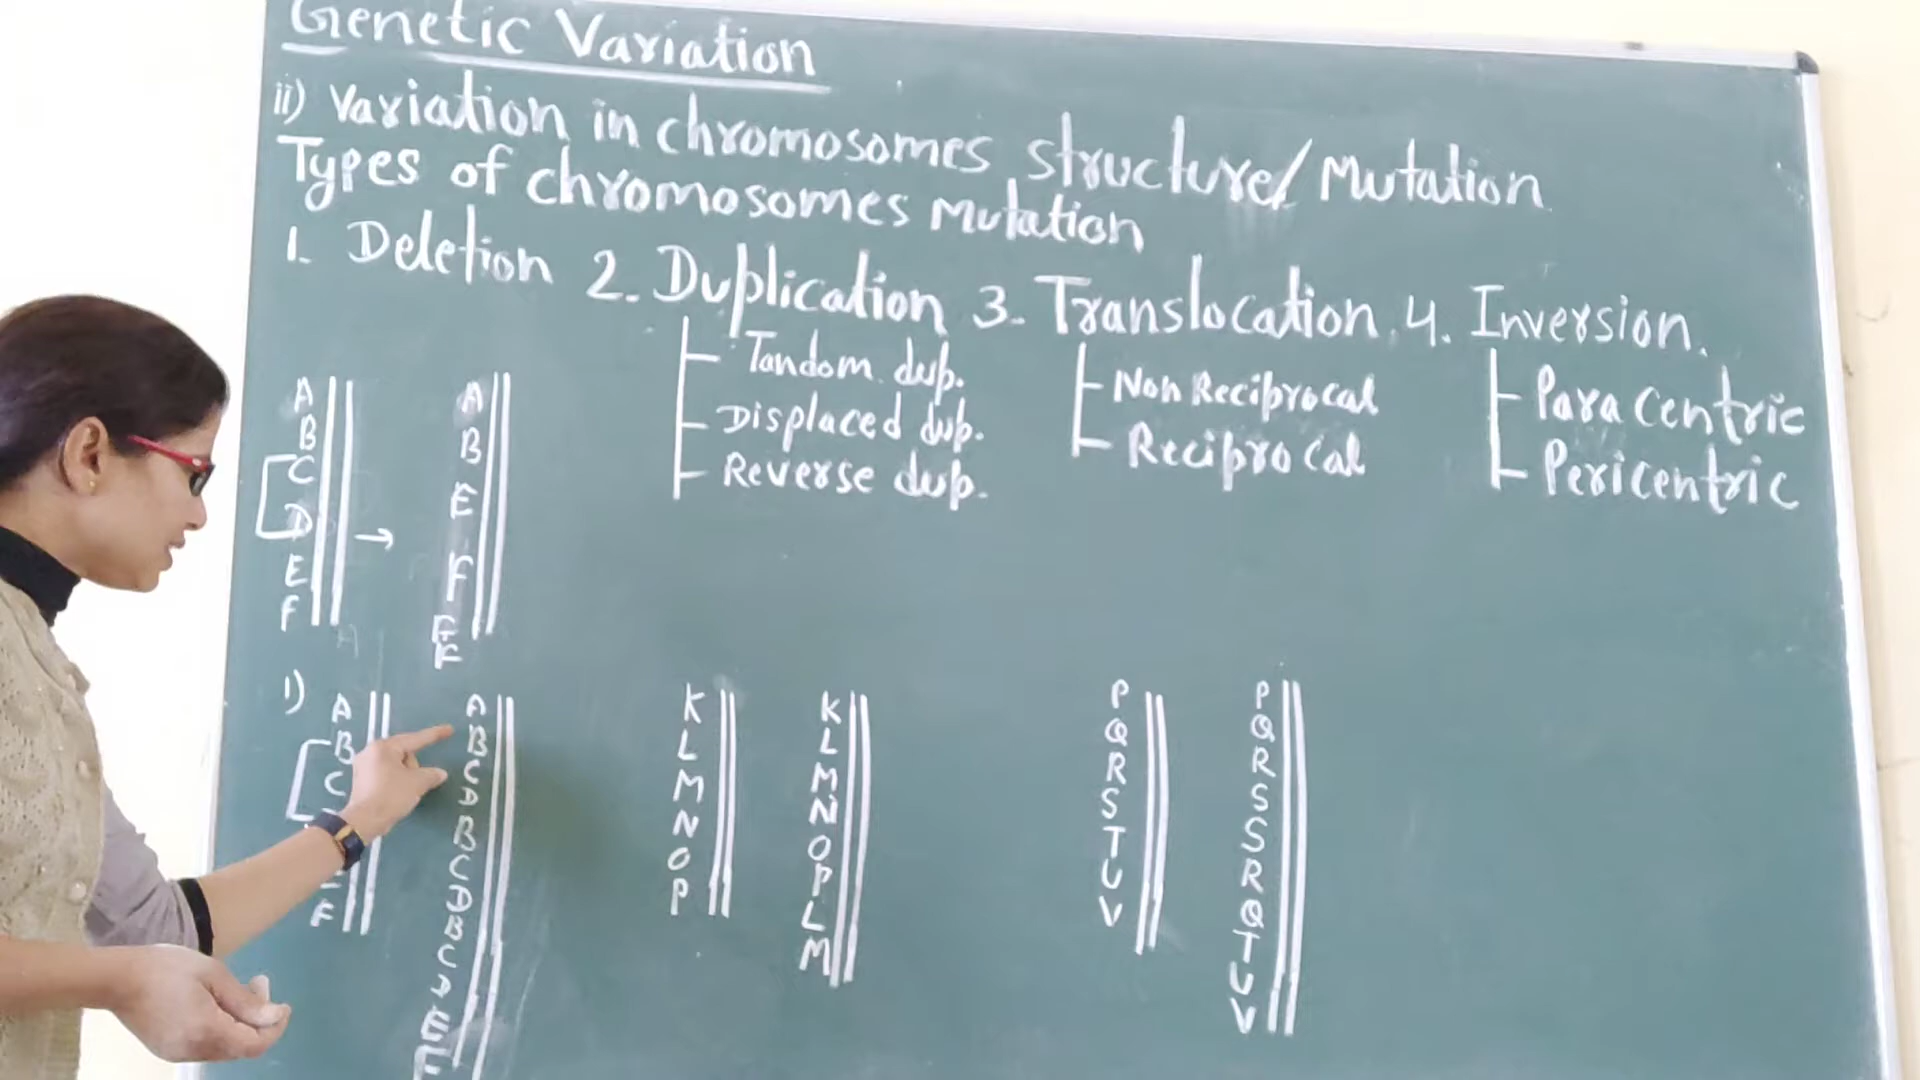 Genetic Variation
ii) Variation in chromosomes structure/Mutation
Types of chromosomes Mutation
1. Deletion 2. Duplication 3. Translocation. 4. Inversion.
Tandom dup.
Displaced dup.
Reverse dup.
Non Reciprocal
Reciprocal
Para Centric
Pericentric
A
B
C
D
E
F
→
A
B
E
F
A
1)
A
B
C
F
A
B
C
D
B
C
D
B
C
D
E
K
L
M
N
O
P
K
L
M
N
O
P
L
M
P
Q
R
S
T
U
V
P
Q
R
S
S
R
Q
T
U
V